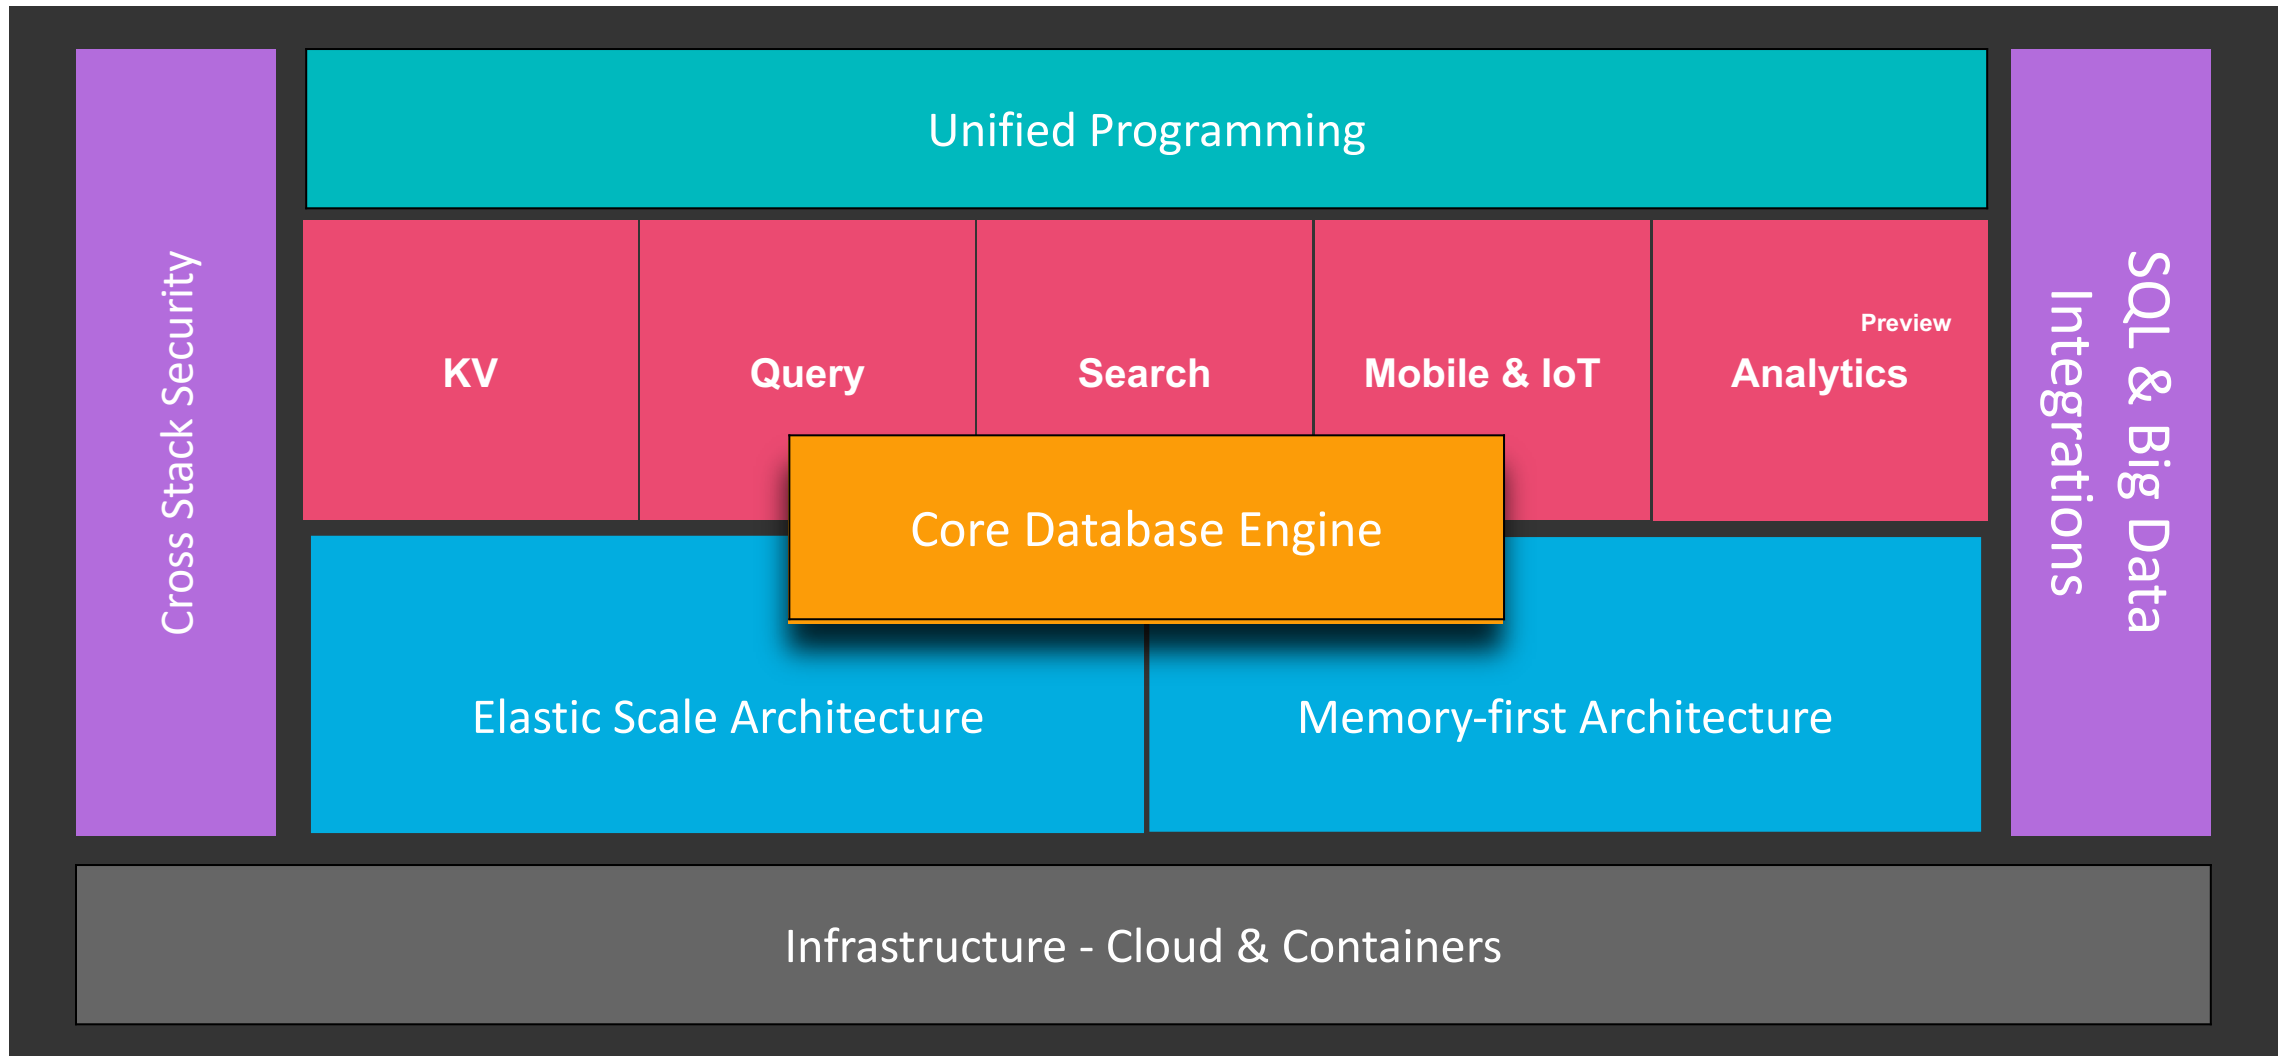 Unified Programming
Cross Stack Security
KV
Query
Search
Mobile & IoT
Preview
Analytics
SQL & Big Data
Integrations
Core Database Engine
Elastic Scale Architecture
Memory-first Architecture
Infrastructure - Cloud & Containers